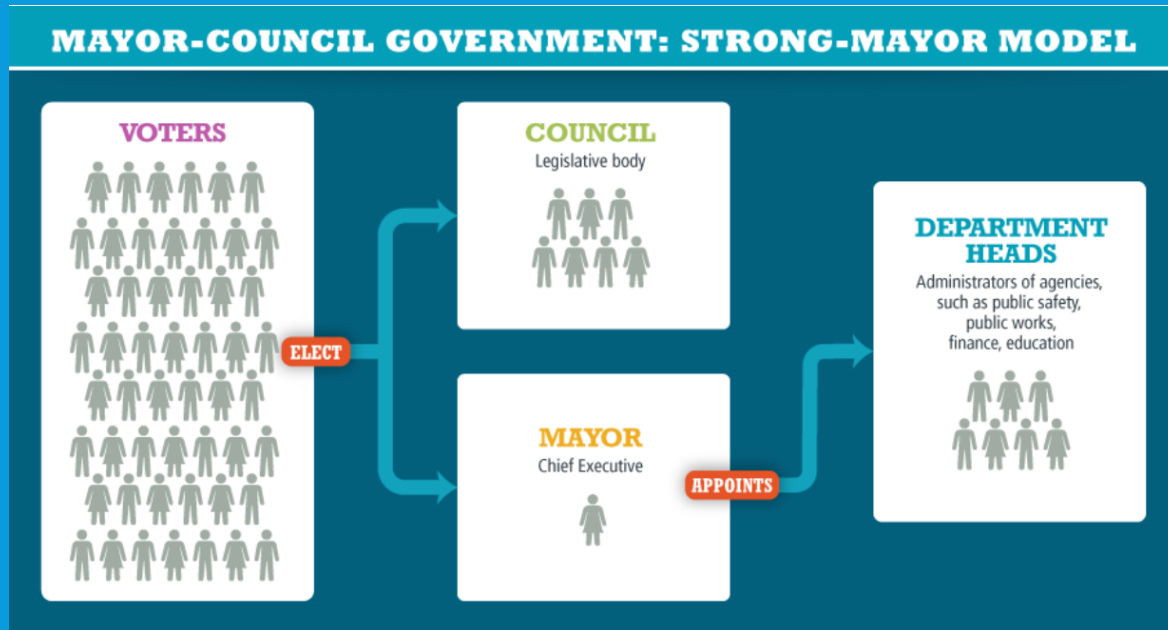 MAYOR-COUNCIL GOVERNMENT: STRONG-MAYOR MODEL
VOTERS
ELECT
COUNCIL
Legislative body
MAYOR
Chief Executive
APPOINTS
DEPARTMENT
HEADS
Administrators of agencies,
such as public safety,
public works,
finance, education